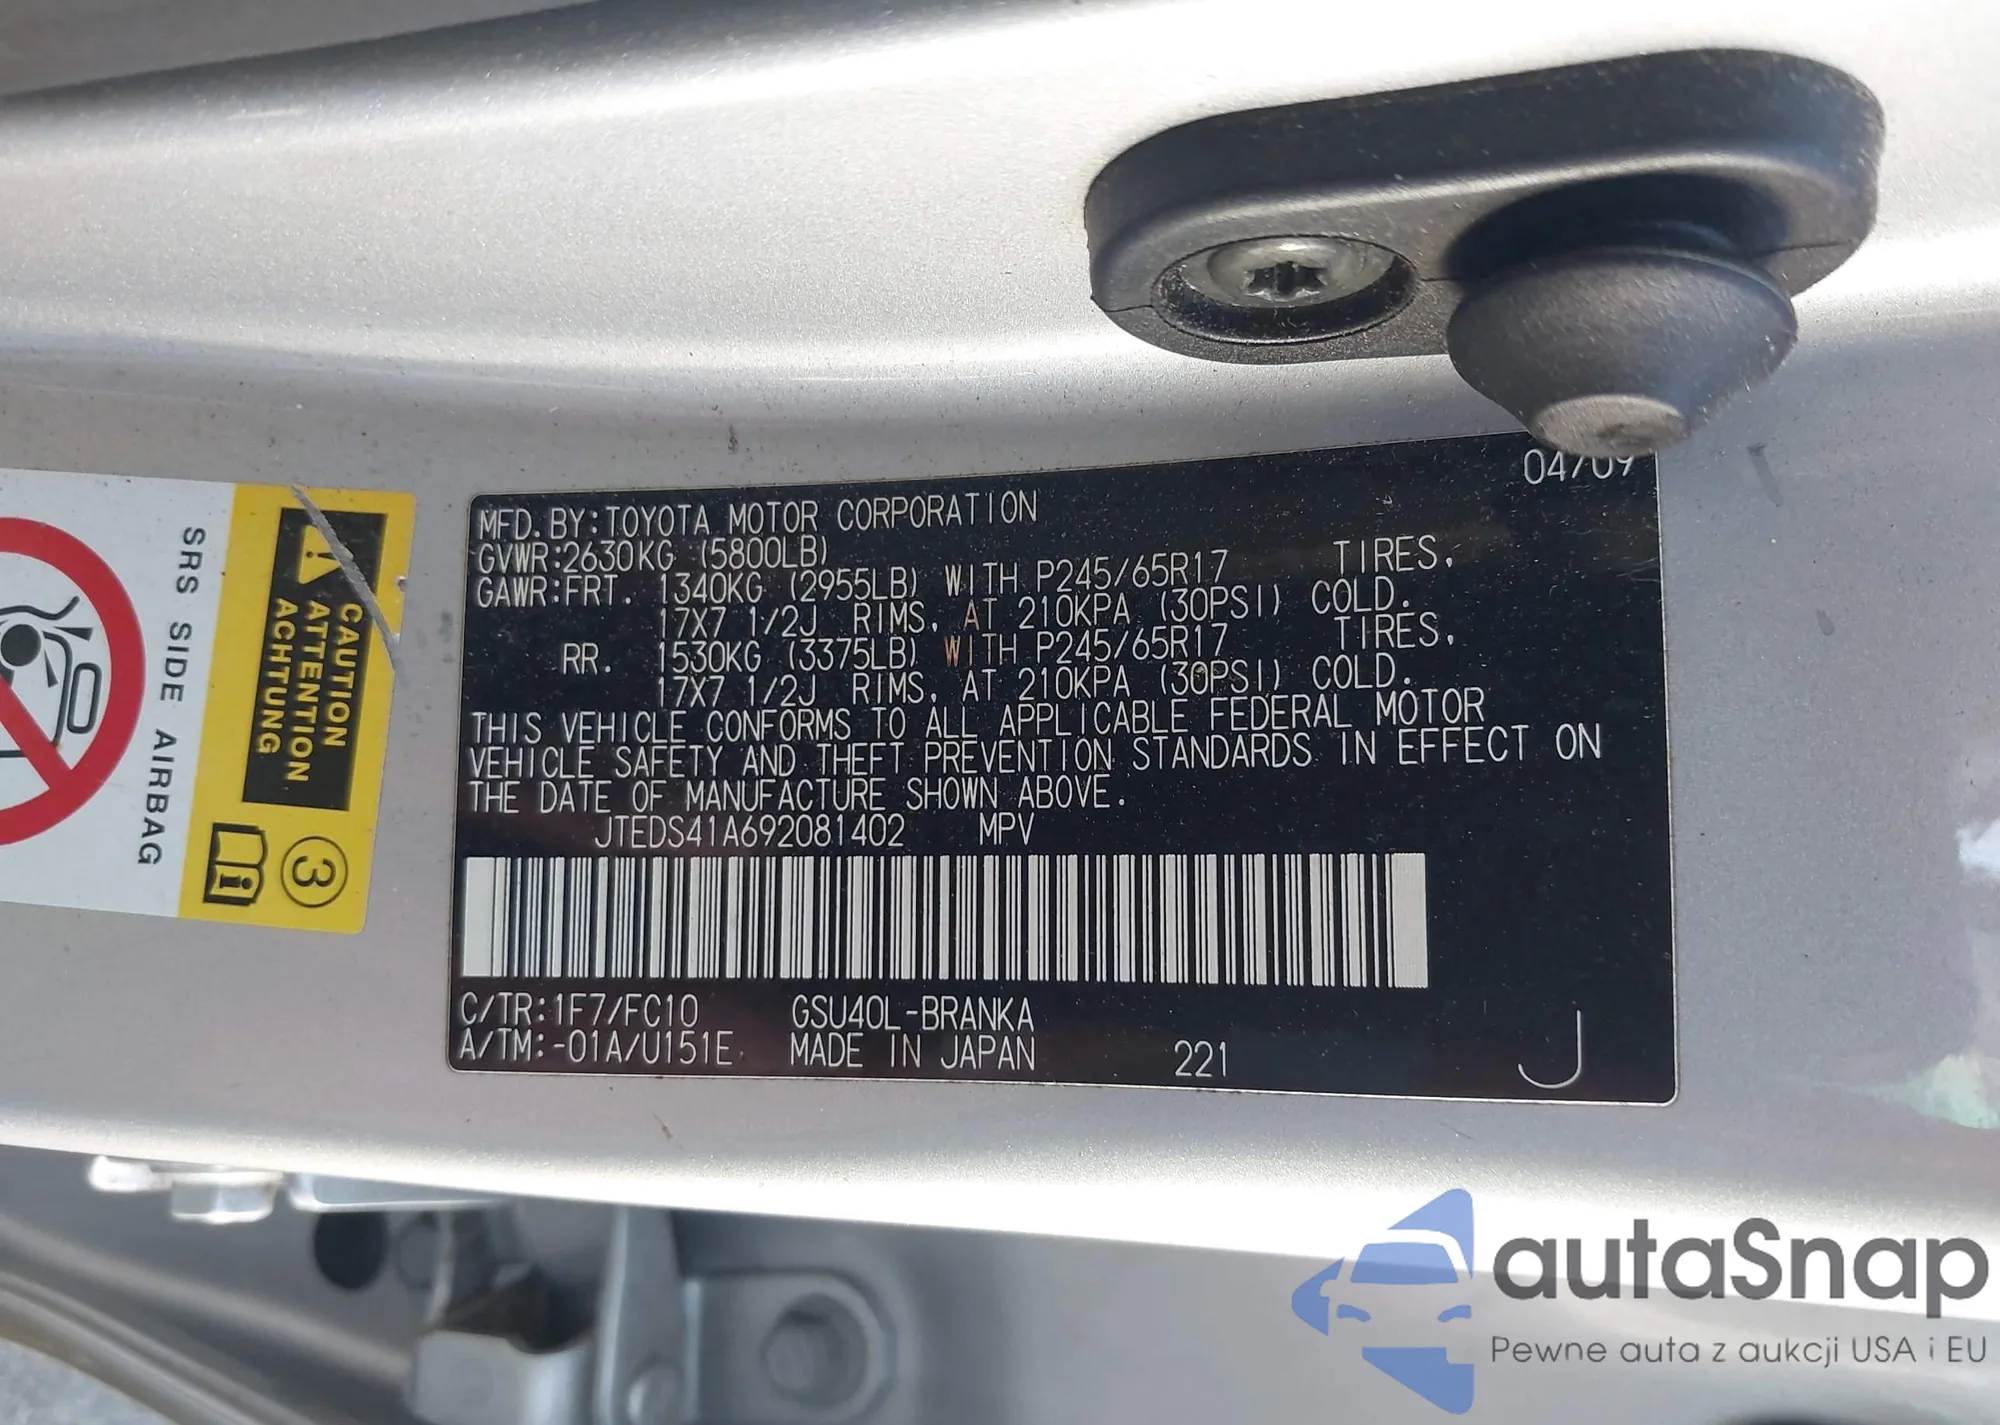 04/09
MFD. BY:TOYOTA MOTOR CORPORATION
GVWR:2630KG (5800LB)
GAWR:FRT. 1340KG (2955LB) WITH P245/65R17 TIRES,
17X7 1/2J RIMS, AT 210KPA (30PSI) COLD.
RR. 1530KG (3375LB) WITH P245/65R17 TIRES,
17X7 1/2J RIMS, AT 210KPA (30PSI) COLD.
THIS VEHICLE CONFORMS TO ALL APPLICABLE FEDERAL MOTOR
VEHICLE SAFETY AND THEFT PREVENTION STANDARDS IN EFFECT ON
THE DATE OF MANUFACTURE SHOWN ABOVE.
JTEDS41A692081402 MPV
C/TR:1F7/FC10 GSU40L-BRANKA
A/TM:-01A/U151E MADE IN JAPAN 221 J
CAUTION
ATTENTION
ACHTUNG
3
SRS SIDE AIRBAG
autaSnap
Pewne auta z aukcji USA i EU